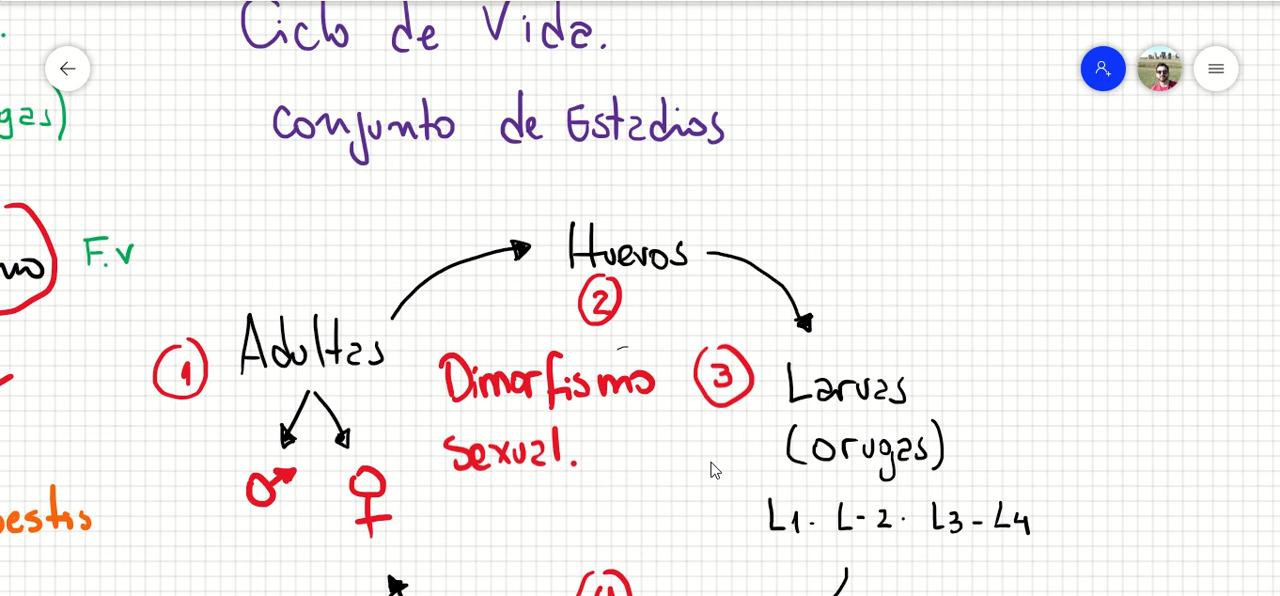 Ciclo de Vida.
gas)
conjunto de Estadios
F.v
Huevos
2
Adultas
1
Dimorfismo
sexual.
3
Larvas
(orugas)
L1. L-2. L3-L4